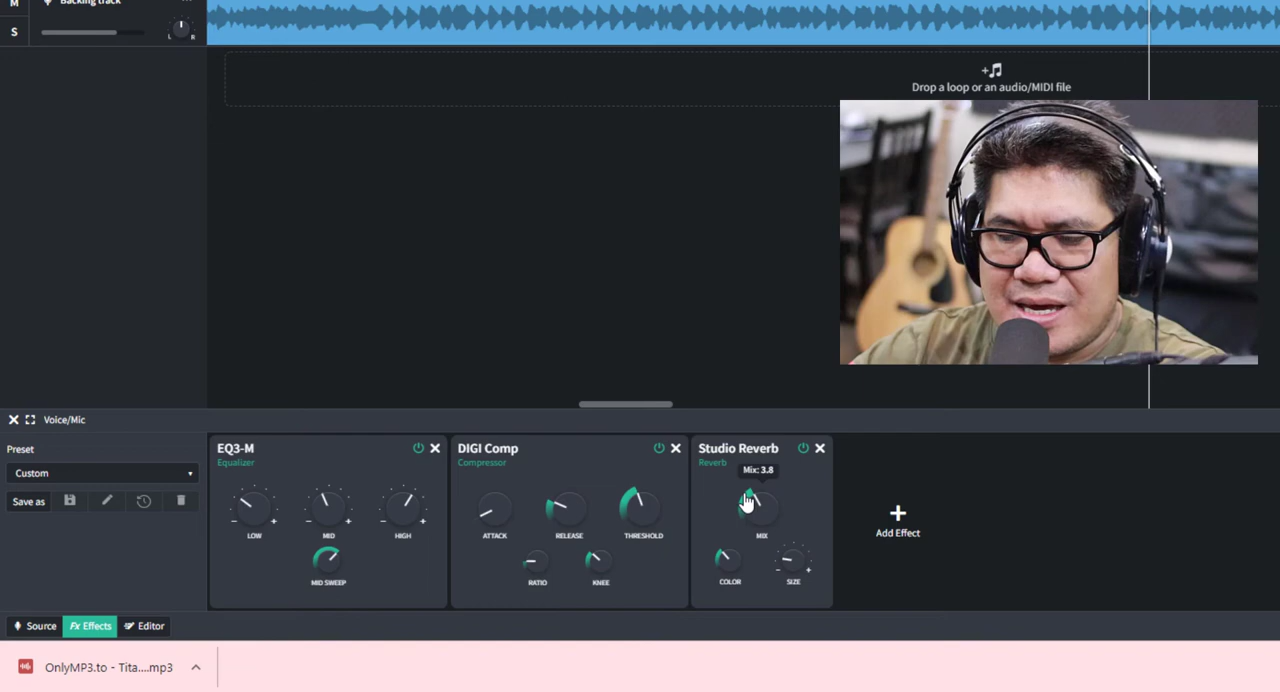 M
Backing track
S
L R
Drop a loop or an audio/MIDI file
Voice/Mic
Preset
Custom
Save as
EQ3-M
Equalizer
LOW
MID
HIGH
MID SWEEP
DIGI Comp
Compressor
ATTACK
RELEASE
THRESHOLD
RATIO
KNEE
Studio Reverb
Reverb
Mix: 3.8
MIX
COLOR
SIZE
Add Effect
Source
Fx Effects
Editor
OnlyMP3.to - Tita....mp3